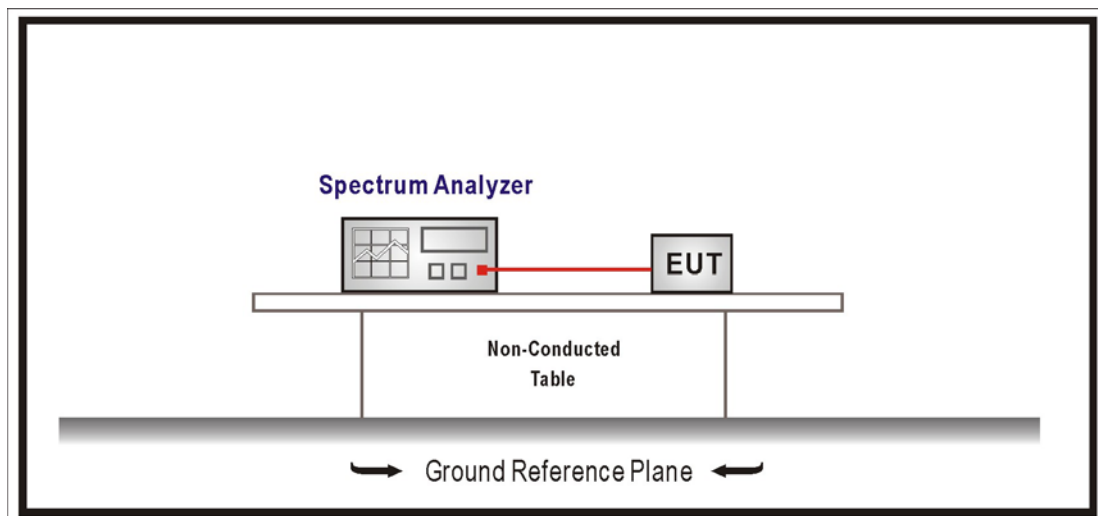 Spectrum Analyzer
EUT
Non-Conducted
Table
Ground Reference Plane